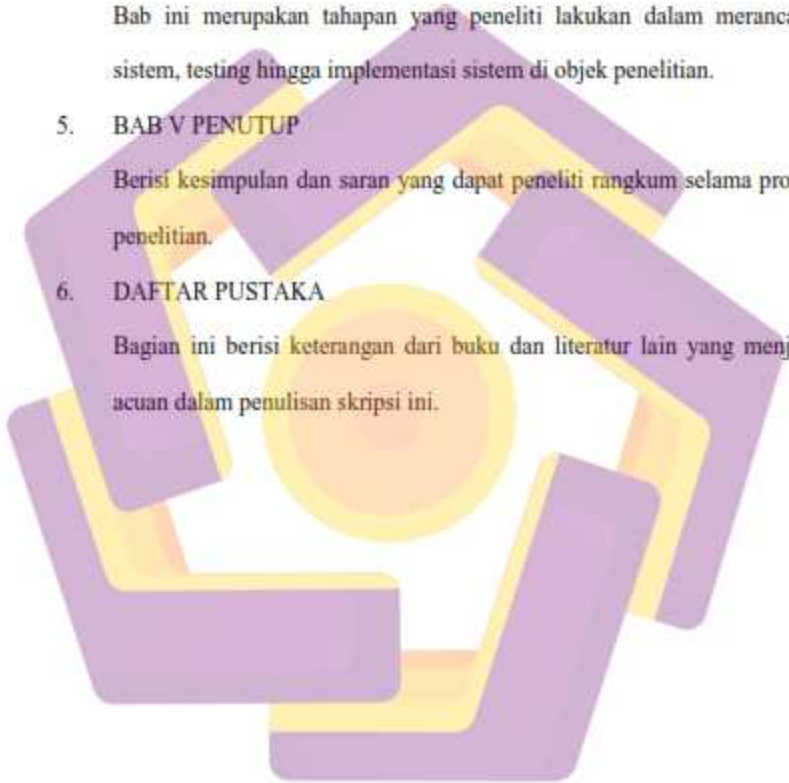 Bab ini merupakan tahapan yang peneliti lakukan dalam meranca
sistem, testing hingga implementasi sistem di objek penelitian.
5. BAB V PENUTUP
Berisi kesimpulan dan saran yang dapat peneliti rangkum selama pro
penelitian.
6. DAFTAR PUSTAKA
Bagian ini berisi keterangan dari buku dan literatur lain yang menj
acuan dalam penulisan skripsi ini.